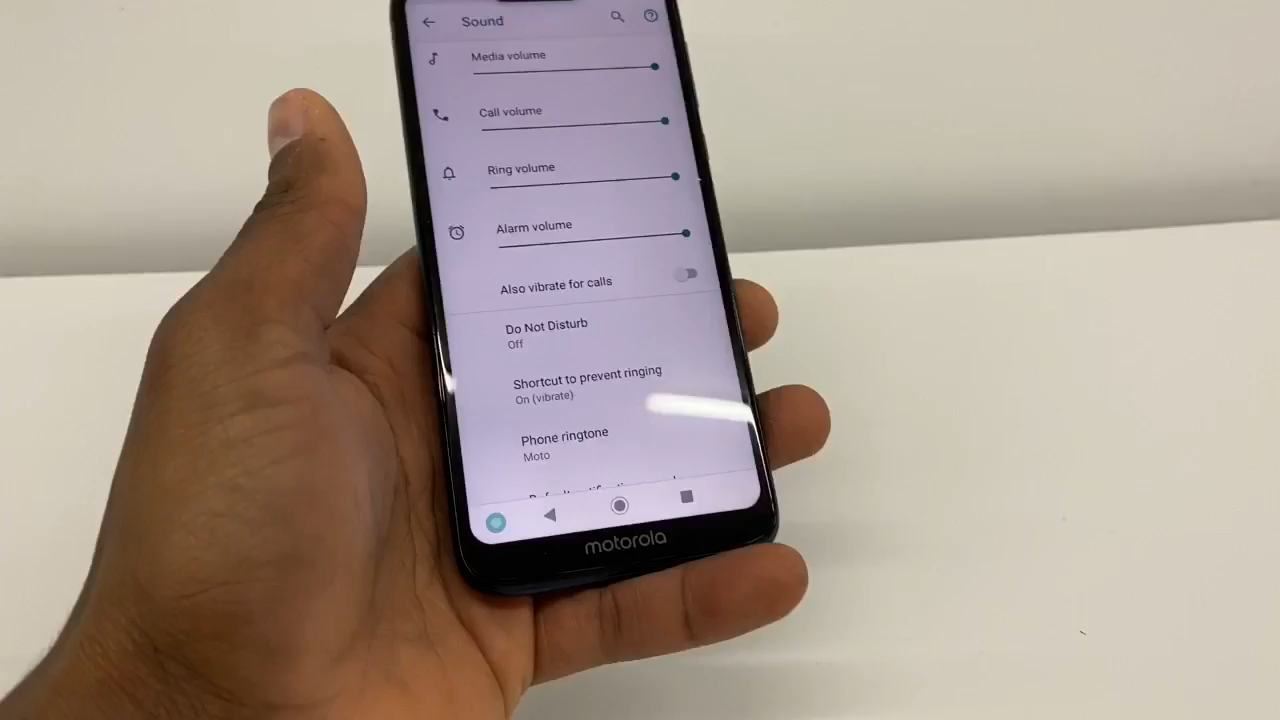 Sound
Media volume
Call volume
Ring volume
Alarm volume
Also vibrate for calls
Do Not Disturb
Off
Shortcut to prevent ringing
On (vibrate)
Phone ringtone
Moto
motorola